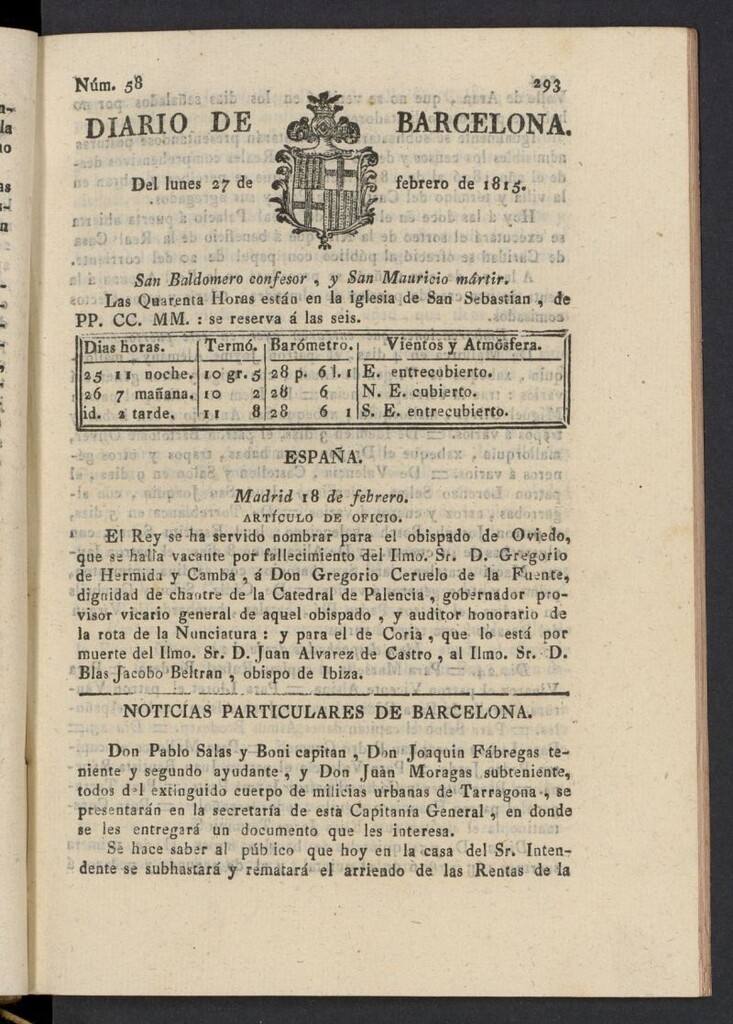 Núm. 58 293
DIARIO DE BARCELONA.
Del lunes 27 de febrero de 1815.
San Baldomero confesor , y San Mauricio mártir.
Las Quarenta Horas están en la iglesia de San Sebastian , de
PP. CC. MM. : se reserva á las seis.
Dias horas. Termó. Barómetro. Vientos y Atmósfera.
25 11 noche. 10 gr. 5 28 p. 6 l. 1 E. entrecubierto.
26 7 mañana. 10 2 28 6 N. E. cubierto.
id. 2 tarde. 11 8 28 6 1 S. E. entrecubierto.
ESPAÑA.
Madrid 18 de febrero.
ARTÍCULO DE OFICIO.
El Rey se ha servido nombrar para el obispado de Oviedo,
que se halla vacante por fallecimiento del Ilmo. Sr. D. Gregorio
de Hermida y Camba , á Don Gregorio Ceruelo de la Fuente,
dignidad de chantre de la Catedral de Palencia , gobernador pro-
visor vicario general de aquel obispado , y auditor honorario de
la rota de la Nunciatura : y para el de Coria , que lo está por
muerte del Ilmo. Sr. D. Juan Alvarez de Castro , al Ilmo. Sr. D.
Blas Jacobo Beltran , obispo de Ibiza.
NOTICIAS PARTICULARES DE BARCELONA.
Don Pablo Salas y Boni capitan , Don Joaquin Fábregas te-
niente y segundo ayudante , y Don Juan Moragas subteniente,
todos del extinguido cuerpo de milicias urbanas de Tarragona , se
presentarán en la secretaría de esta Capitanía General , en donde
se les entregará un documento que les interesa.
Se hace saber al público que hoy en la casa del Sr. Inten-
dente se subhastará y rematará el arriendo de las Rentas de la